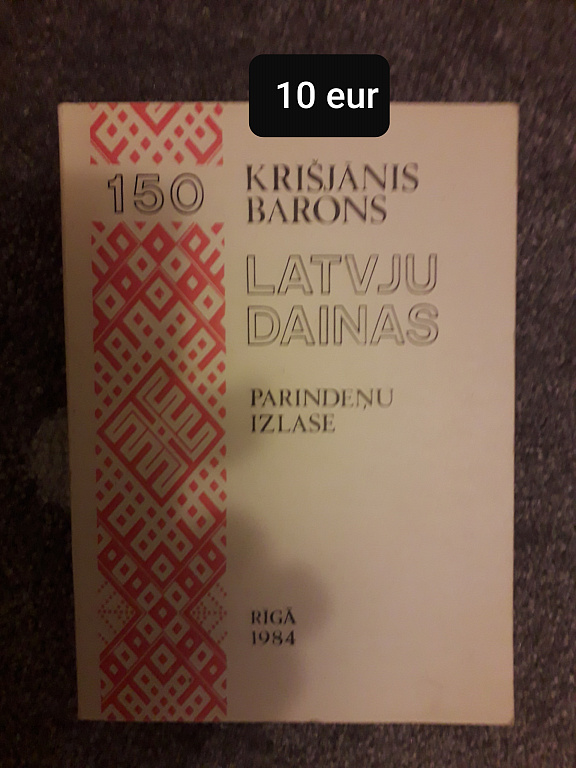 10 eur
150
KRIŠJĀNIS
BARONS
LATVJU
DAINAS
PARINDEŅU
IZLASE
RĪGĀ
1984